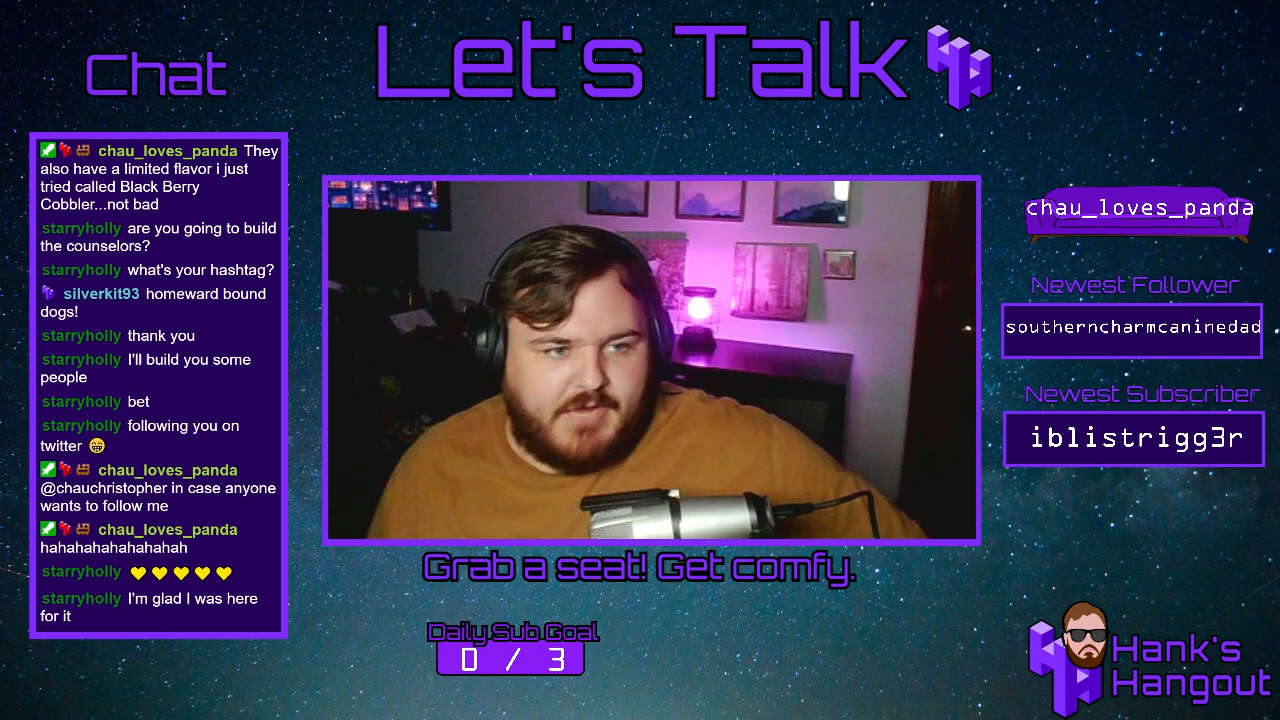 Let's Talk
Chat
chau_loves_panda They
also have a limited flavor i just
tried called Black Berry
Cobbler...not bad
starryholly are you going to build
the counselors?
starryholly what's your hashtag?
silverkit93 homeward bound
dogs!
starryholly thank you
starryholly I'll build you some
people
starryholly bet
starryholly following you on
twitter 😁
chau_loves_panda
@chauchristopher in case anyone
wants to follow me
chau_loves_panda
hahahahahahahahah
starryholly 💛 💛 💛 💛 💛
starryholly I'm glad I was here
for it
chau_loves_panda
Newest Follower
southerncharmcaninedad
Newest Subscriber
iblistrigg3r
Grab a seat! Get comfy.
Daily Sub Goal
0 / 3
Hank's
Hangout